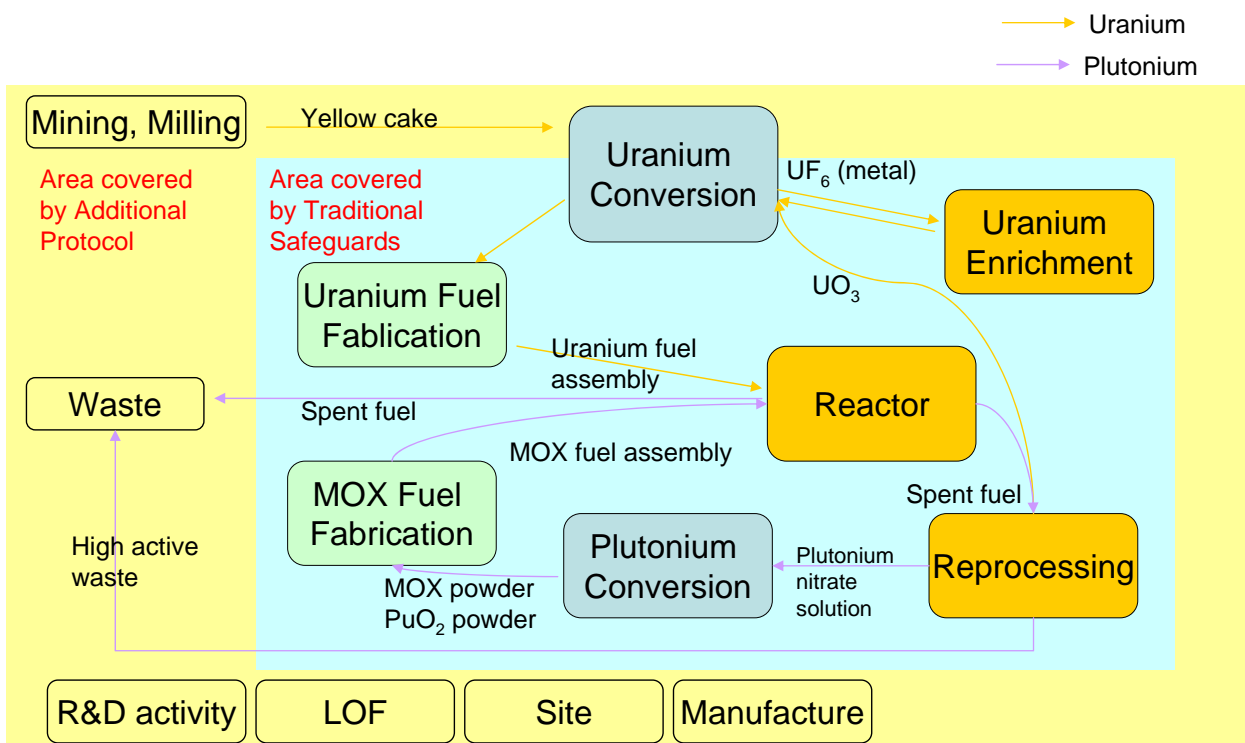 Uranium
Plutonium
Mining, Milling
Yellow cake
Uranium
Conversion
Area covered
by Additional
Protocol
Area covered
by Traditional
Safeguards
UF₆ (metal)
Uranium
Enrichment
Uranium Fuel
Fablication
UO₃
Uranium fuel
assembly
Waste
Spent fuel
Reactor
MOX fuel assembly
MOX Fuel
Fabrication
Spent fuel
High active
waste
Plutonium
Conversion
Plutonium
nitrate
solution
Reprocessing
MOX powder
PuO₂ powder
R&D activity
LOF
Site
Manufacture